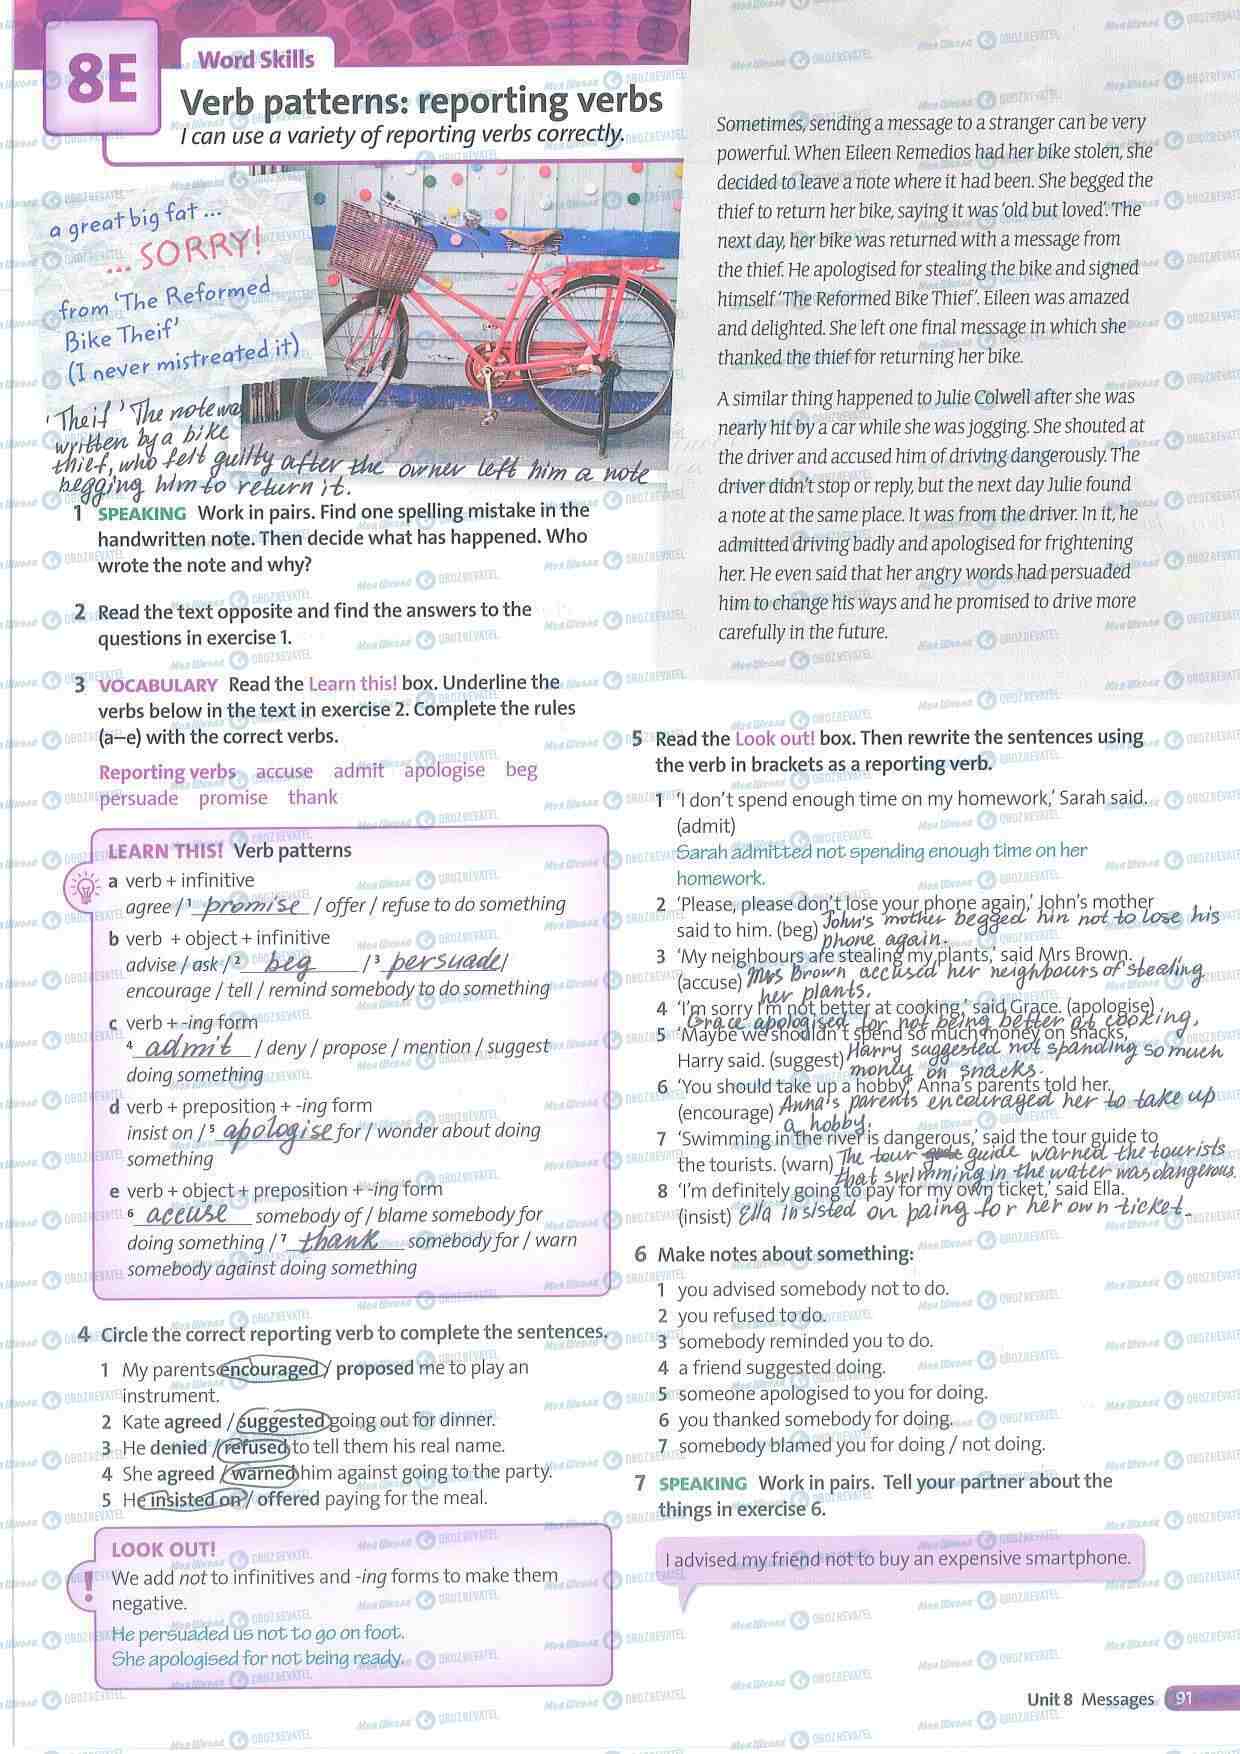 8E
Word Skills
Verb patterns: reporting verbs
I can use a variety of reporting verbs correctly.
a great big fat ...
... SORRY!
from 'The Reformed
Bike Theif'
(I never mistreated it)
'Theif' The note was
written by a bike
thief, who felt guilty after the owner left him a note
begging him to return it.
1 SPEAKING Work in pairs. Find one spelling mistake in the
handwritten note. Then decide what has happened. Who
wrote the note and why?
2 Read the text opposite and find the answers to the
questions in exercise 1.
3 VOCABULARY Read the Learn this! box. Underline the
verbs below in the text in exercise 2. Complete the rules
(a–e) with the correct verbs.
Reporting verbs accuse admit apologise beg
persuade promise thank
LEARN THIS! Verb patterns
a verb + infinitive
agree / 1 promise / offer / refuse to do something
b verb + object + infinitive
advise / ask / 2 beg / 3 persuade /
encourage / tell / remind somebody to do something
c verb + -ing form
4 admit / deny / propose / mention / suggest
doing something
d verb + preposition + -ing form
insist on / 5 apologise for / wonder about doing
something
e verb + object + preposition + -ing form
6 accuse somebody of / blame somebody for
doing something / 7 thank somebody for / warn
somebody against doing something
4 Circle the correct reporting verb to complete the sentences.
1 My parents encouraged / proposed me to play an
instrument.
2 Kate agreed / suggested going out for dinner.
3 He denied / refused to tell them his real name.
4 She agreed / warned him against going to the party.
5 He insisted on / offered paying for the meal.
LOOK OUT!
We add not to infinitives and -ing forms to make them
negative.
He persuaded us not to go on foot.
She apologised for not being ready.
Sometimes, sending a message to a stranger can be very
powerful. When Eileen Remedios had her bike stolen, she
decided to leave a note where it had been. She begged the
thief to return her bike, saying it was 'old but loved'. The
next day, her bike was returned with a message from
the thief. He apologised for stealing the bike and signed
himself 'The Reformed Bike Thief'. Eileen was amazed
and delighted. She left one final message in which she
thanked the thief for returning her bike.
A similar thing happened to Julie Colwell after she was
nearly hit by a car while she was jogging. She shouted at
the driver and accused him of driving dangerously. The
driver didn't stop or reply, but the next day Julie found
a note at the same place. It was from the driver. In it, he
admitted driving badly and apologised for frightening
her. He even said that her angry words had persuaded
him to change his ways and he promised to drive more
carefully in the future.
5 Read the Look out! box. Then rewrite the sentences using
the verb in brackets as a reporting verb.
1 'I don't spend enough time on my homework,' Sarah said.
(admit)
Sarah admitted not spending enough time on her
homework.
2 'Please, please don't lose your phone again,' John's mother
said to him. (beg) John's mother begged him not to lose his
phone again.
3 'My neighbours are stealing my plants,' said Mrs Brown.
(accuse) Mrs Brown accused her neighbours of stealing
her plants.
4 'I'm sorry I'm not better at cooking,' said Grace. (apologise)
Grace apologised for not being better at cooking,
5 'Maybe we shouldn't spend so much money on snacks,
Harry said. (suggest) Harry suggested not spanding so much
monly on snacks.
6 'You should take up a hobby,' Anna's parents told her.
(encourage) Anna's parents encouraged her to take up
a hobby.
7 'Swimming in the river is dangerous,' said the tour guide to
the tourists. (warn) The tour guide warned the tourists
that swimming in the water was dangerous.
8 'I'm definitely going to pay for my own ticket,' said Ella.
(insist) Ella insisted on paing for her own ticket.
6 Make notes about something:
1 you advised somebody not to do.
2 you refused to do.
3 somebody reminded you to do.
4 a friend suggested doing.
5 someone apologised to you for doing.
6 you thanked somebody for doing.
7 somebody blamed you for doing / not doing.
7 SPEAKING Work in pairs. Tell your partner about the
things in exercise 6.
I advised my friend not to buy an expensive smartphone.
Unit 8 Messages 91
Моя Школа OBOZREVATEL